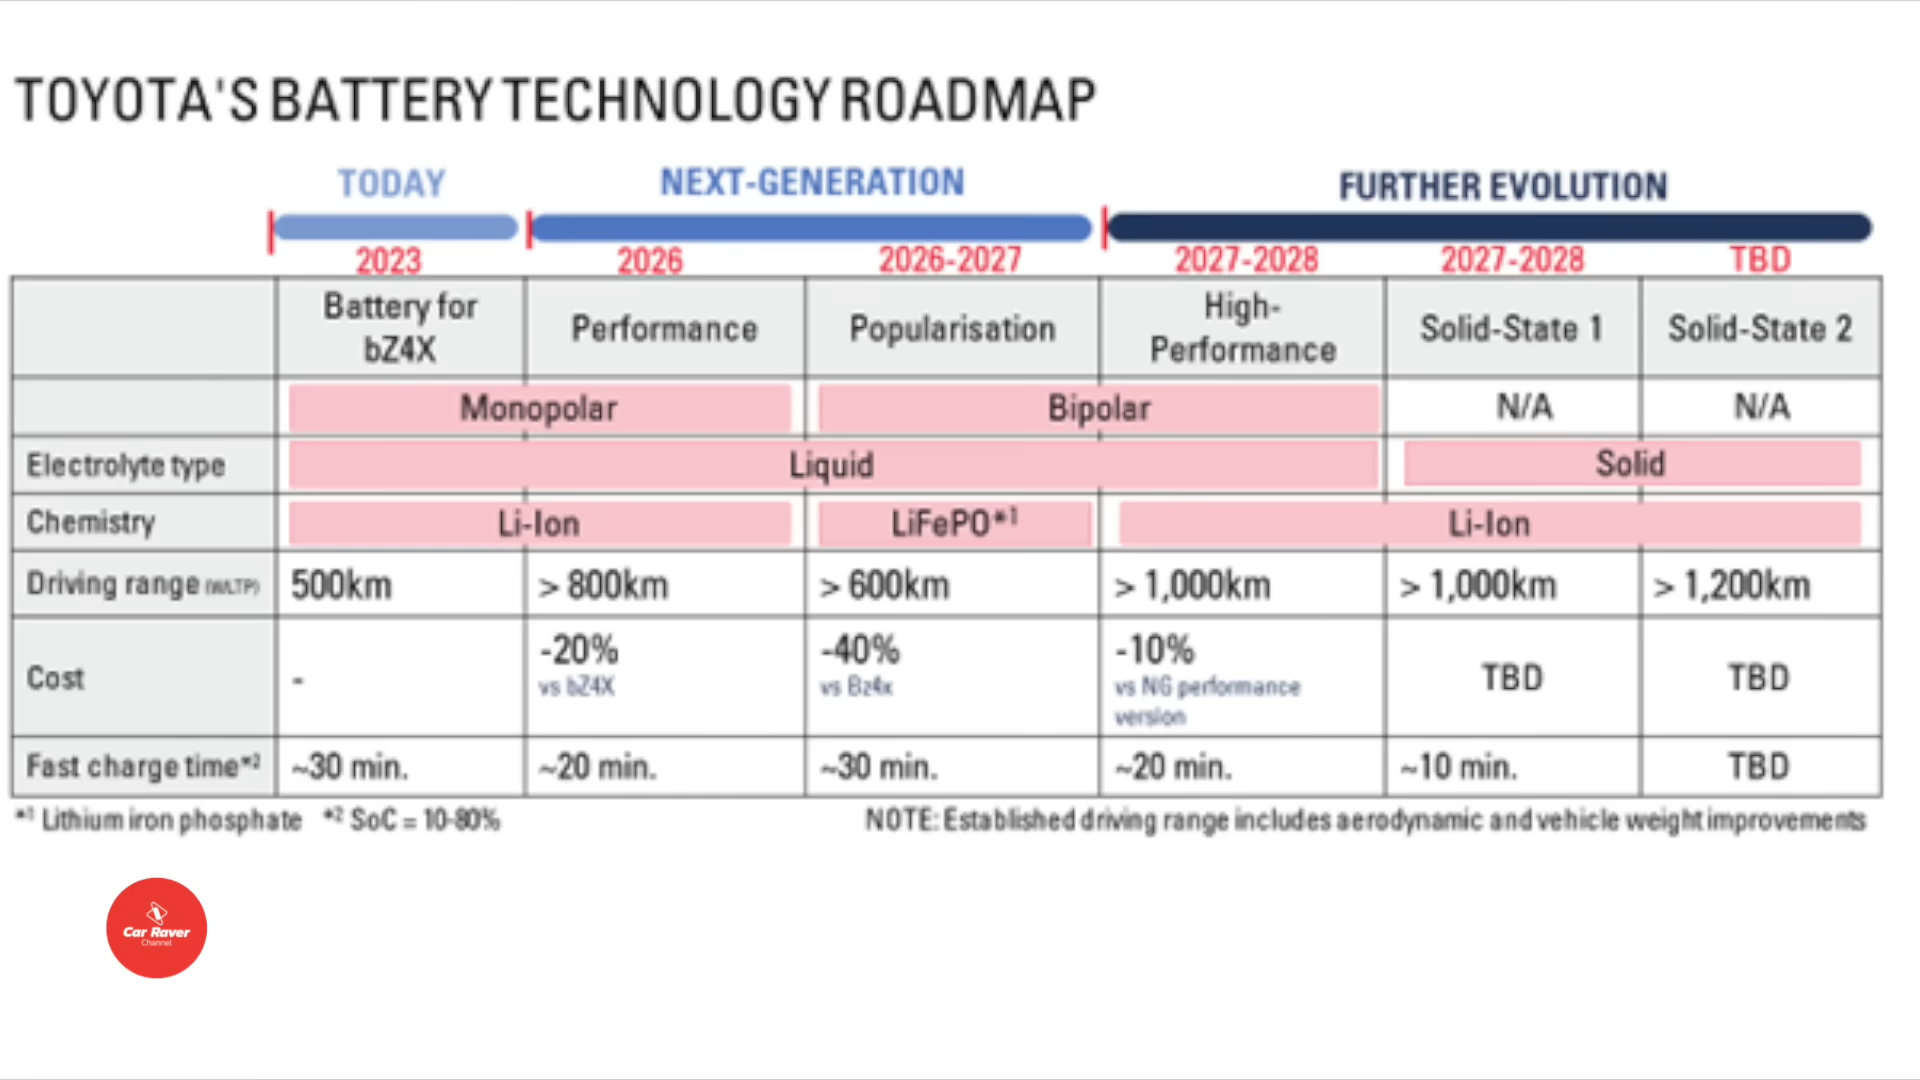 TOYOTA'S BATTERY TECHNOLOGY ROADMAP
TODAY NEXT-GENERATION FURTHER EVOLUTION
2023 2026 2026-2027 2027-2028 2027-2028 TBD
Battery for bZ4X Performance Popularisation High-Performance Solid-State 1 Solid-State 2
Monopolar Bipolar N/A N/A
Electrolyte type Liquid Solid
Chemistry Li-Ion LiFePO*¹ Li-Ion
Driving range (WLTP) 500km > 800km > 600km > 1,000km > 1,000km > 1,200km
Cost - -20% -40% -10% TBD TBD
vs bZ4X vs Bz4x vs NG performance
version
Fast charge time*² ~30 min. ~20 min. ~30 min. ~20 min. ~10 min. TBD
*¹ Lithium iron phosphate *² SoC = 10-80% NOTE: Established driving range includes aerodynamic and vehicle weight improvements
Car Raver
Channel